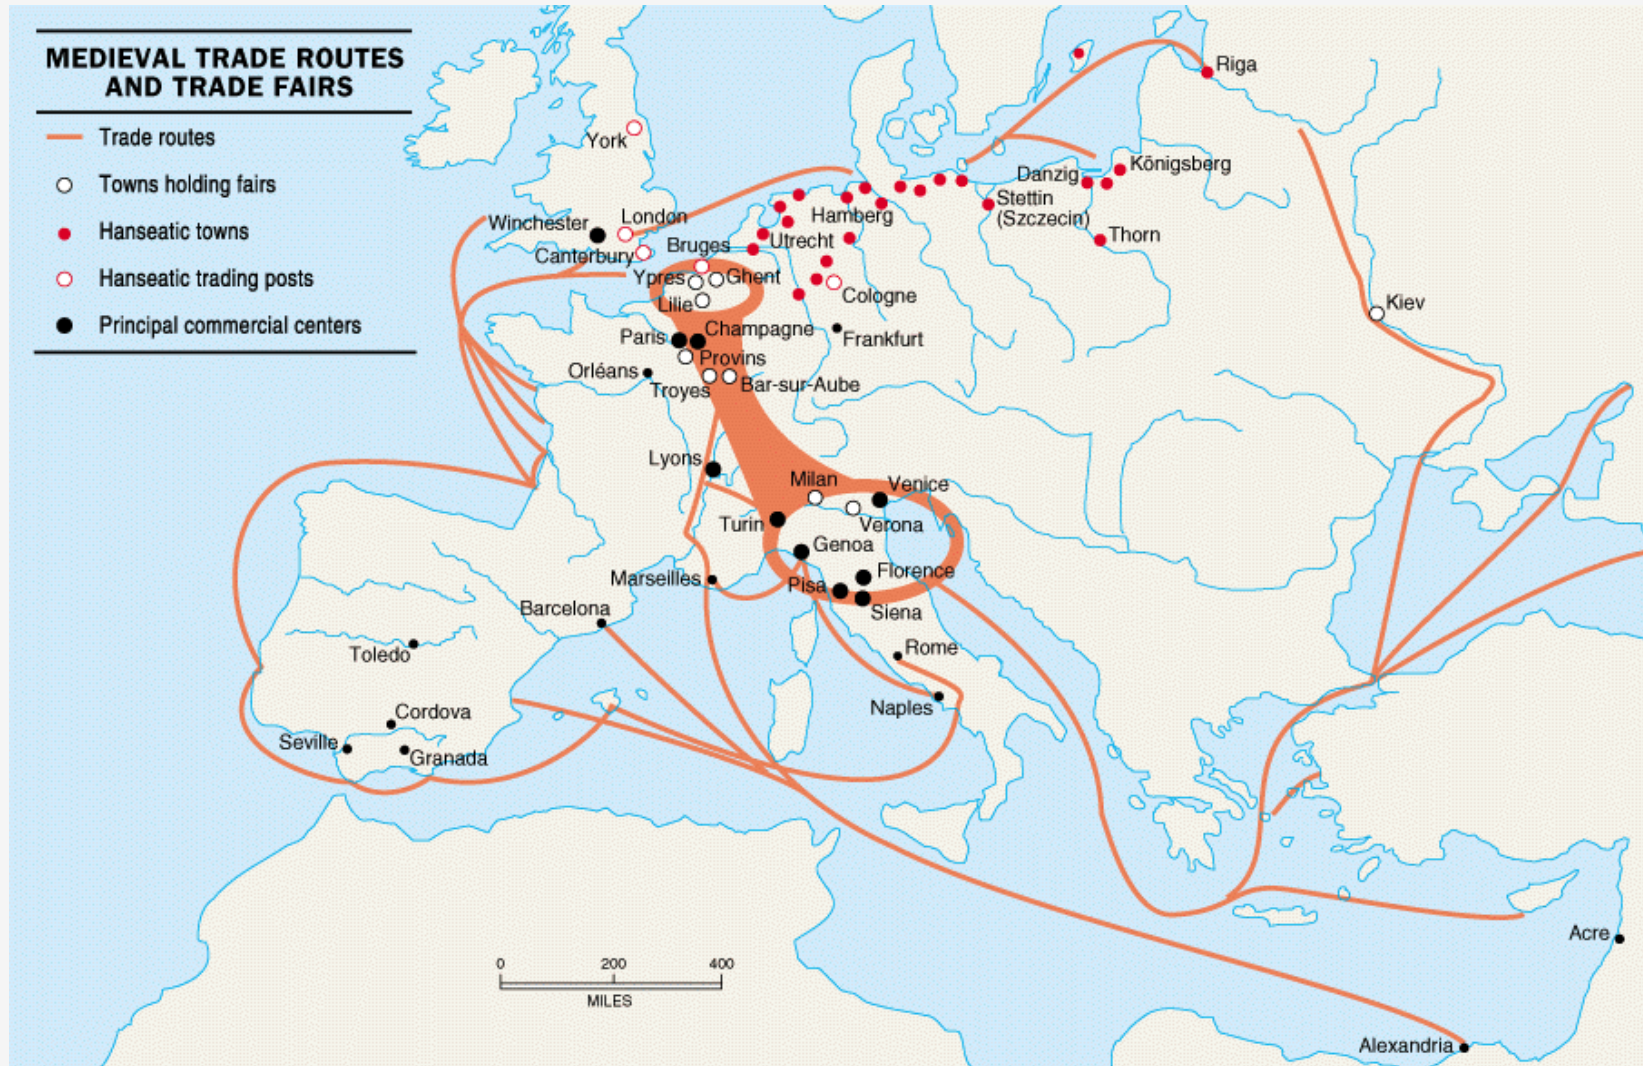 MEDIEVAL TRADE ROUTES
AND TRADE FAIRS
Trade routes
Towns holding fairs
Hanseatic towns
Hanseatic trading posts
Principal commercial centers
Riga
York
Danzig
Königsberg
Stettin
(Szczecin)
Hamberg
Winchester
London
Thorn
Utrecht
Bruges
Canterbury
Ypres
Ghent
Lilie
Cologne
Kiev
Paris
Champagne
Frankfurt
Provins
Orléans
Troyes
Bar-sur-Aube
Lyons
Milan
Venice
Turin
Verona
Genoa
Florence
Marseilles
Pisa
Siena
Barcelona
Rome
Toledo
Naples
Cordova
Seville
Granada
Acre
0 200 400
MILES
Alexandria